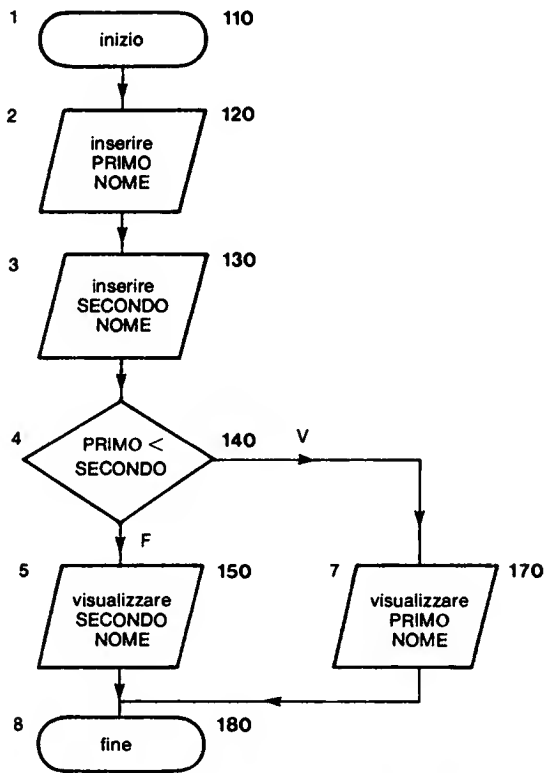 1 inizio 110
2 inserire PRIMO NOME 120
3 inserire SECONDO NOME 130
4 PRIMO < SECONDO 140
V
F
5 visualizzare SECONDO NOME 150
7 visualizzare PRIMO NOME 170
8 fine 180